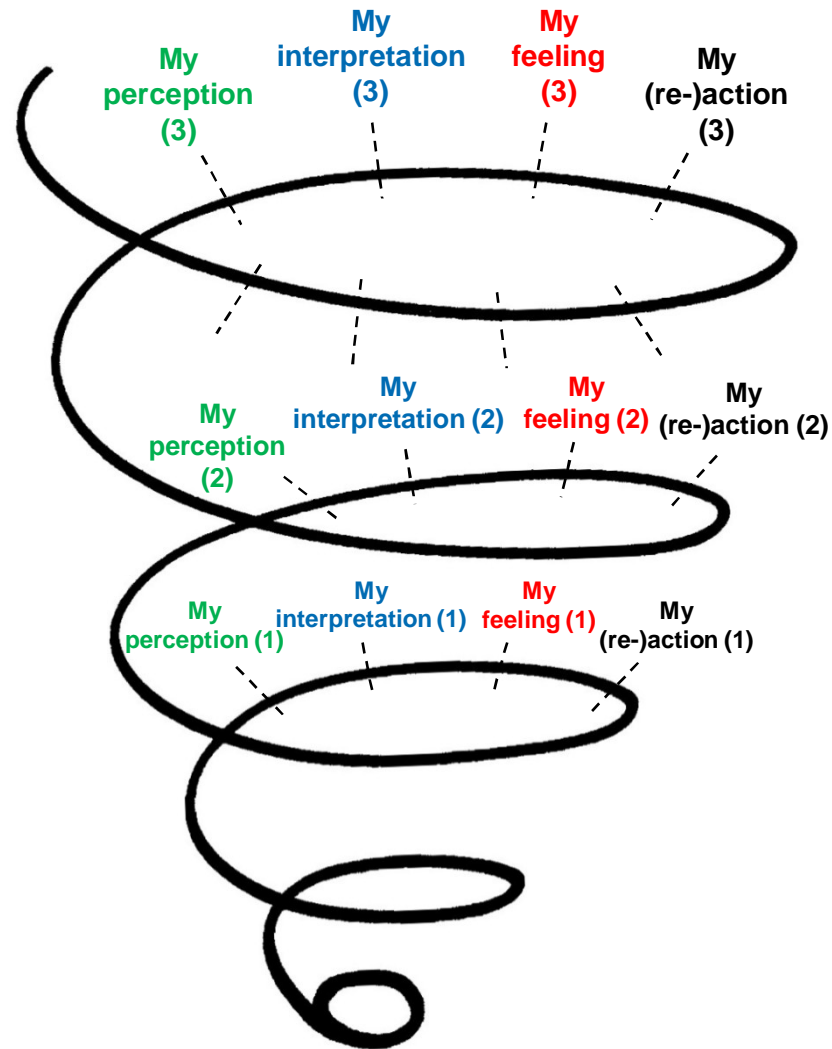 My
perception
(3)
My
interpretation
(3)
My
feeling
(3)
My
(re-)action
(3)
My
perception
(2)
My
interpretation (2)
My
feeling (2)
My
(re-)action (2)
My
perception (1)
My
interpretation (1)
My
feeling (1)
My
(re-)action (1)